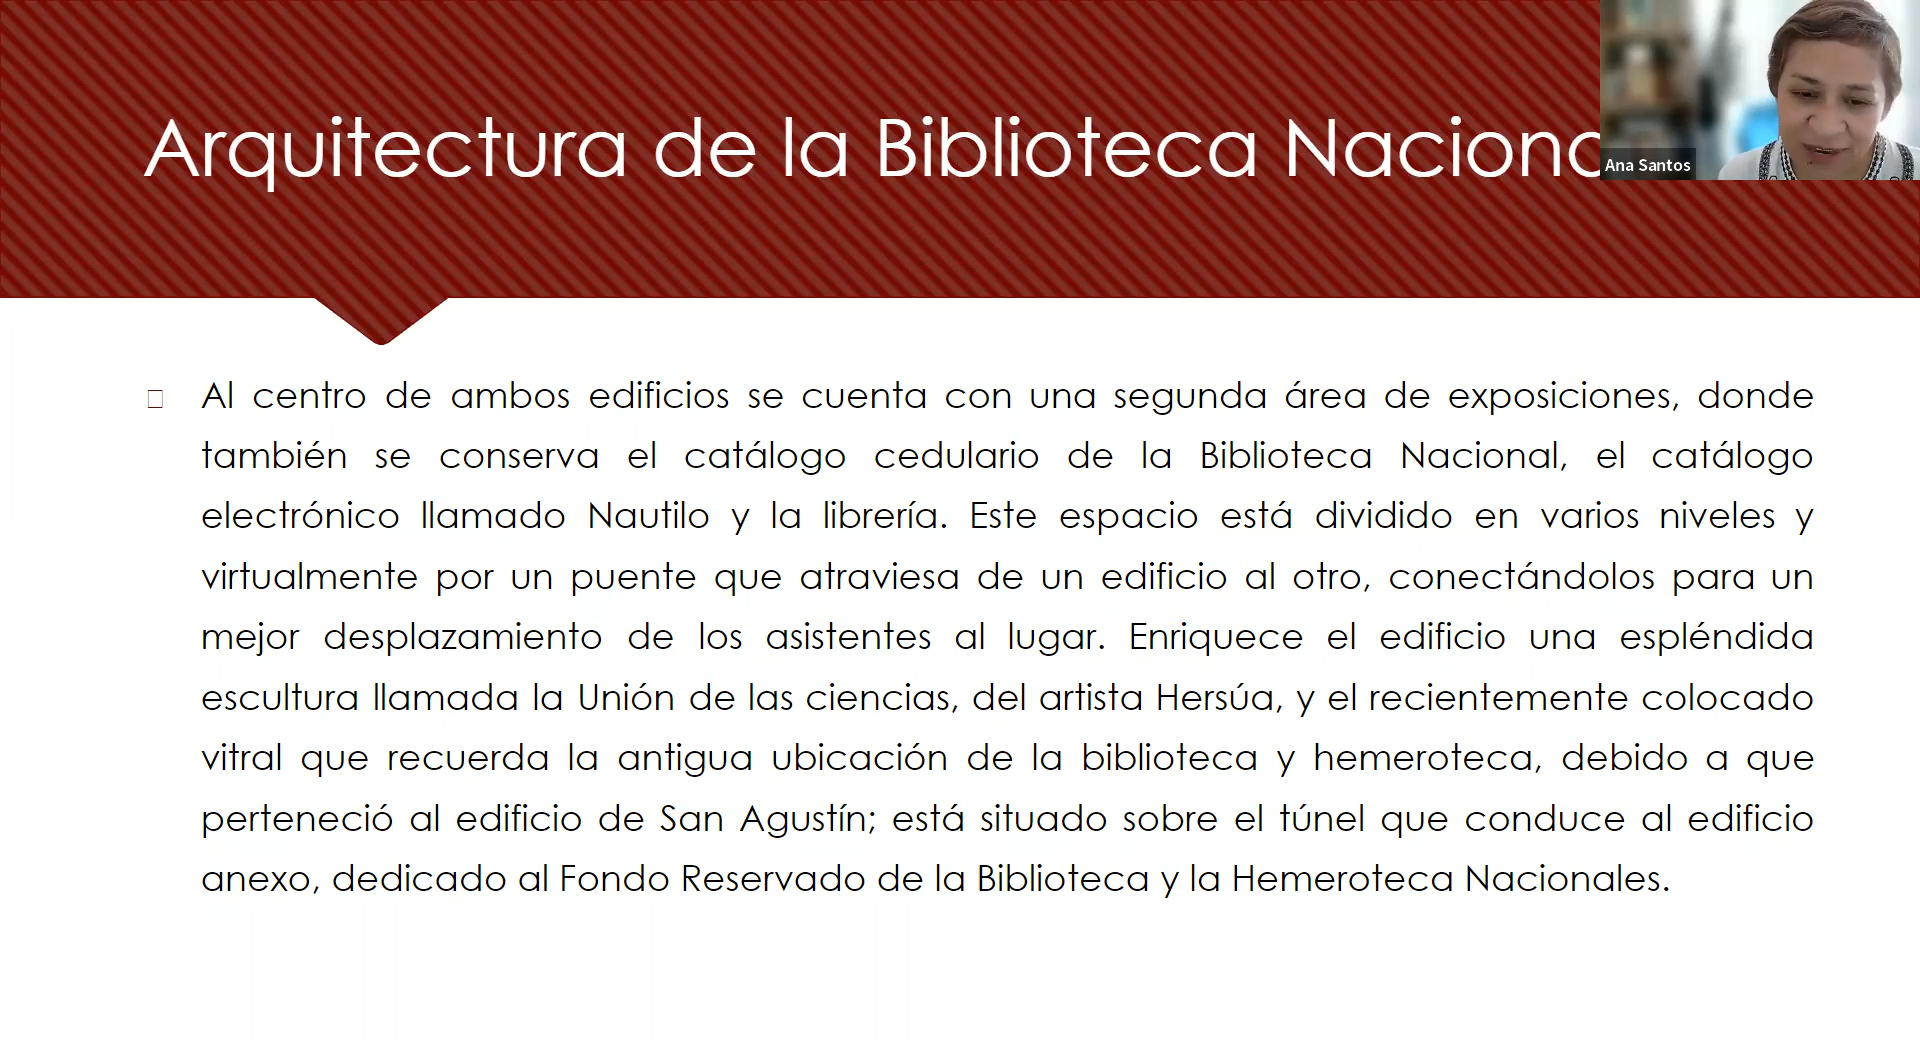 Arquitectura de la Biblioteca Naciona
Ana Santos
Al centro de ambos edificios se cuenta con una segunda área de exposiciones, donde
también se conserva el catálogo cedulario de la Biblioteca Nacional, el catálogo
electrónico llamado Nautilo y la librería. Este espacio está dividido en varios niveles y
virtualmente por un puente que atraviesa de un edificio al otro, conectándolos para un
mejor desplazamiento de los asistentes al lugar. Enriquece el edificio una espléndida
escultura llamada la Unión de las ciencias, del artista Hersúa, y el recientemente colocado
vitral que recuerda la antigua ubicación de la biblioteca y hemeroteca, debido a que
perteneció al edificio de San Agustín; está situado sobre el túnel que conduce al edificio
anexo, dedicado al Fondo Reservado de la Biblioteca y la Hemeroteca Nacionales.